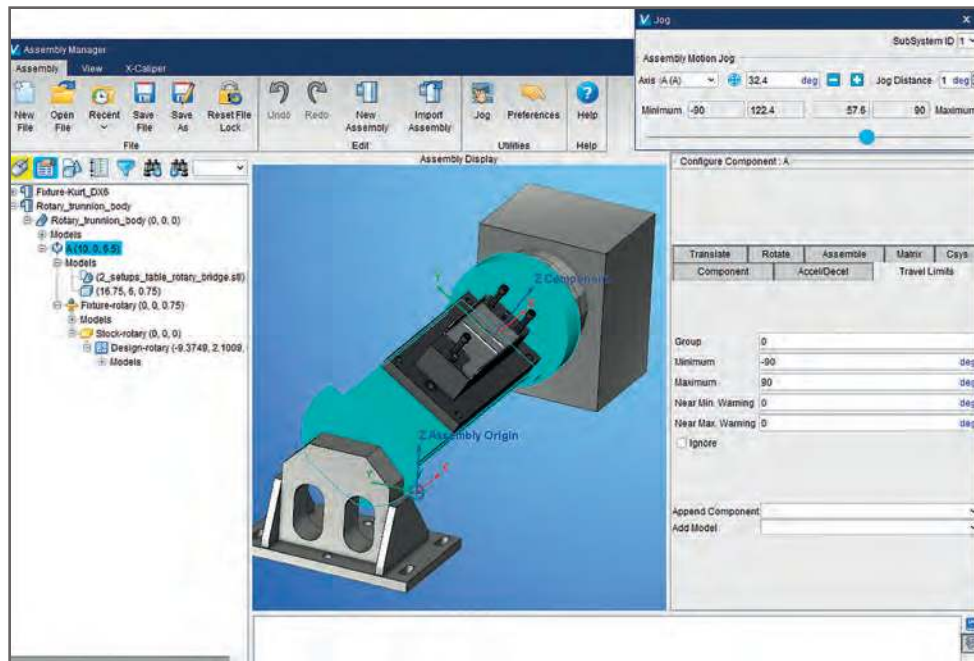 Jog
SubSystem ID 1
Assembly Motion Jog
Axis :A (A) 32.4 deg Jog Distance 1 deg
Minimum -90 122.4 57.6 90 Maximum
Assembly Manager
Assembly View X-Caliper
New File Open File Recent Save File Save As Reset File Lock Undo Redo New Assembly Import Assembly Jog Preferences Help
File Edit Utilities Help
Assembly Display
Configure Component : A
Fixture-Kurt_DX6
Rotary_trunnion_body
Rotary_trunnion_body (0, 0, 0)
Models
A (10, 0, 5.5)
Models
(2_setups_table_rotary_bridge.stl)
(16.75, 6, 0.75)
Fixture-rotary (0, 0, 0.75)
Models
Stock-rotary (0, 0, 0)
Design-rotary (-9.3749, 2.1009,
Models
Y
Z Component
X
Z Assembly Origin
Y
X
Translate Rotate Assemble Matrix Csys
Component Accel/Decel Travel Limits
Group 0
Minimum -90 deg
Maximum 90 deg
Near Min. Warning 0 deg
Near Max. Warning 0 deg
Ignore
Append Component
Add Model